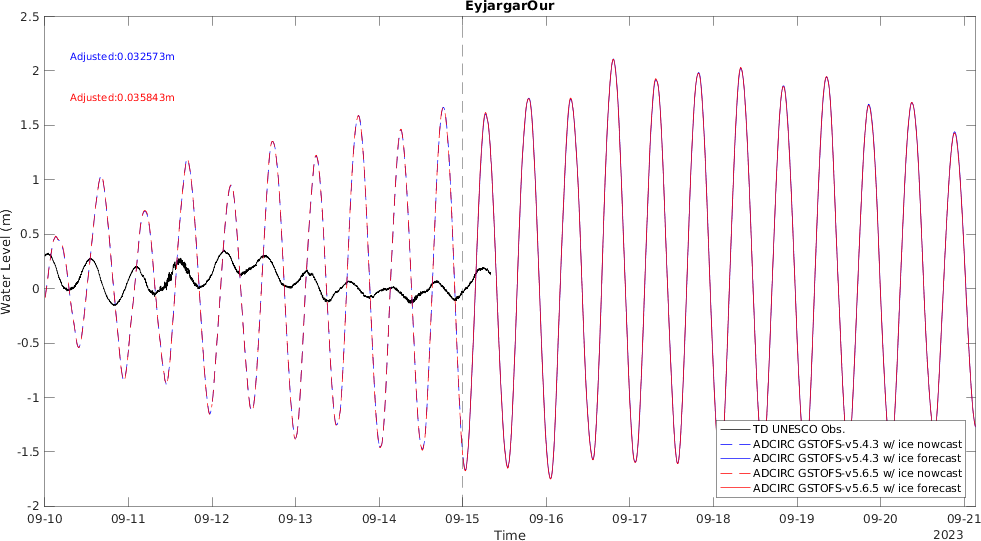 EyjargarOur
2.5
2
1.5
1
0.5
0
-0.5
-1
-1.5
-2
Water Level (m)
Adjusted:0.032573m
Adjusted:0.035843m
TD UNESCO Obs.
ADCIRC GSTOFS-v5.4.3 w/ ice nowcast
ADCIRC GSTOFS-v5.4.3 w/ ice forecast
ADCIRC GSTOFS-v5.6.5 w/ ice nowcast
ADCIRC GSTOFS-v5.6.5 w/ ice forecast
09-10 09-11 09-12 09-13 09-14 09-15 09-16 09-17 09-18 09-19 09-20 09-21
Time
2023